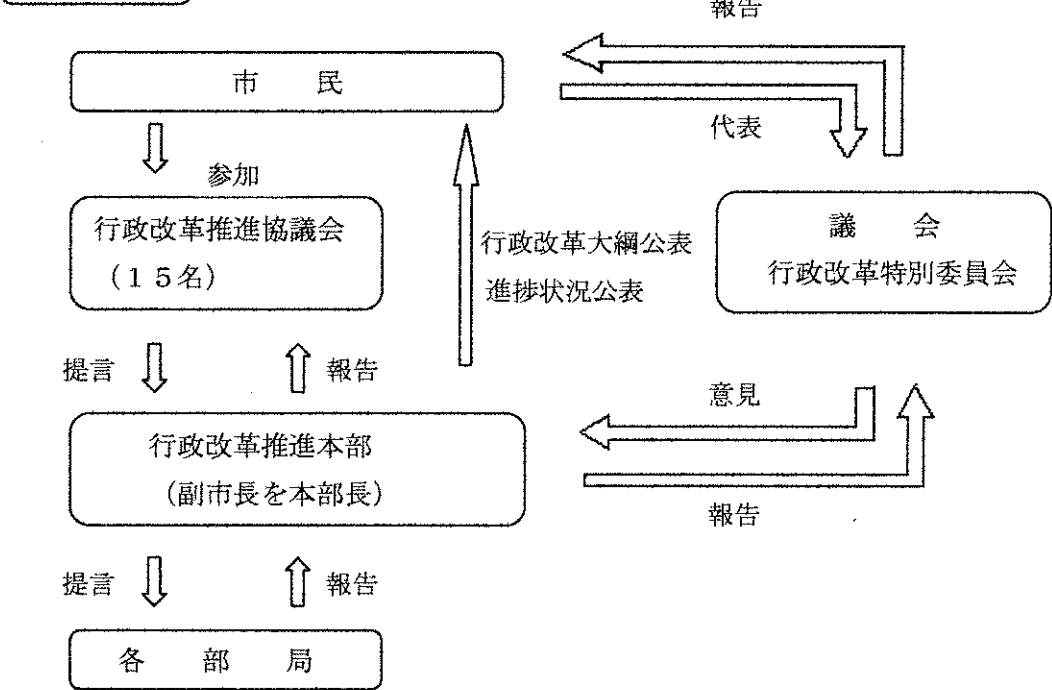 報告
市　民
代表
参加
行政改革推進協議会
（１５名）
行政改革大綱公表
進捗状況公表
議　会
行政改革特別委員会
提言
報告
意見
行政改革推進本部
（副市長を本部長）
報告
提言
報告
各　部　局